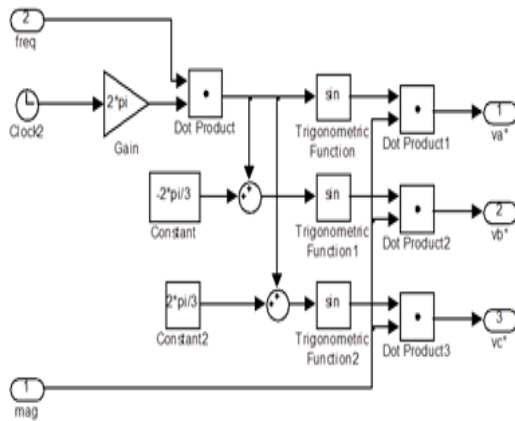 2
freq
Clock2
2*pi
Gain
Dot Product
sin
Trigonometric
Function
Dot Product1
1
va*
-2*pi/3
Constant
sin
Trigonometric
Function1
Dot Product2
2
vb*
2*pi/3
Constant2
sin
Trigonometric
Function2
Dot Product3
3
vc*
1
mag